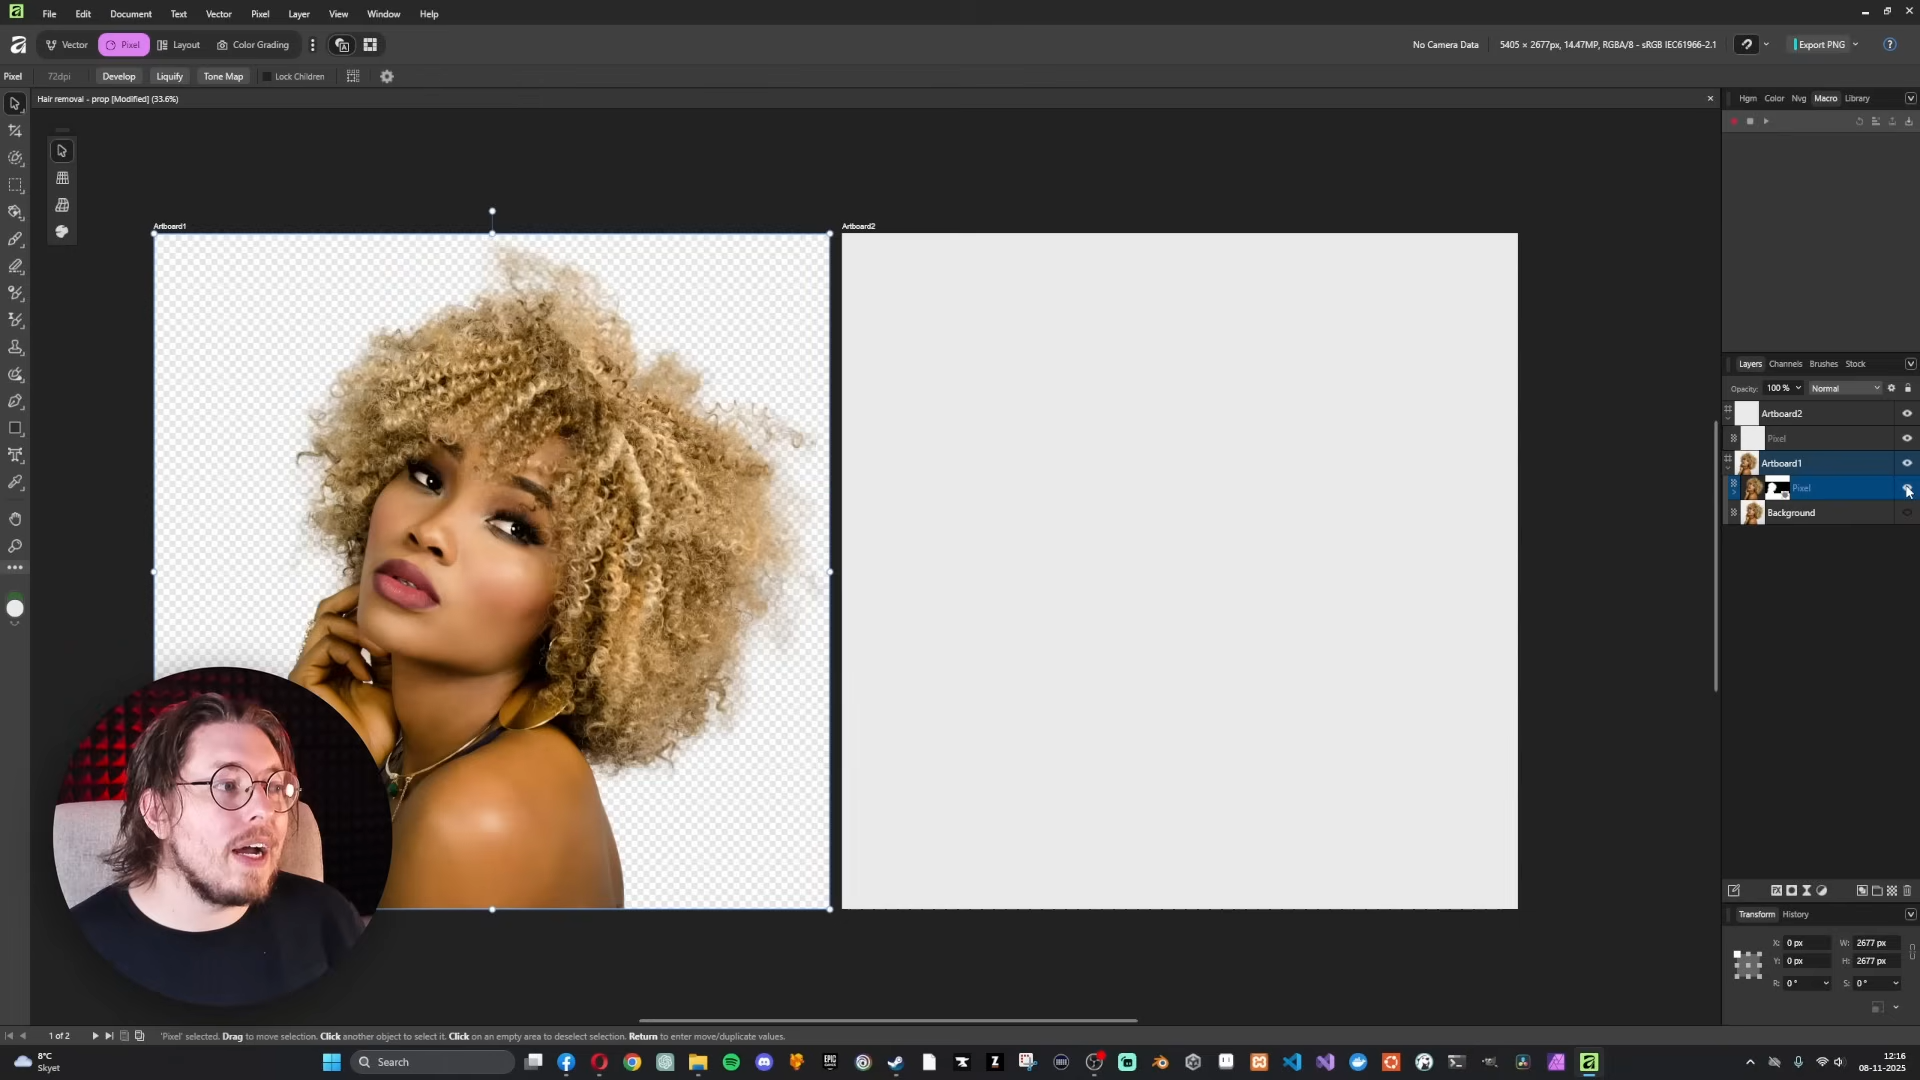 File Edit Document Text Vector Pixel Layer View Window Help
Vector Pixel Layout Color Grading
No Camera Data 5405 × 2677px, 14.47MP, RGBA/8 - sRGB IEC61966-2.1 Export PNG
Pixel 72dpi Develop Liquify Tone Map Lock Children
Hair removal - prop [Modified] (33.6%)
Hgm Color Nvg Macro Library
Artboard1 Artboard2
Layers Channels Brushes Stock
Opacity: 100 % Normal
Artboard2
Pixel
Artboard1
Pixel
Background
Transform History
X: 0 px W: 2677 px
Y: 0 px H: 2677 px
R: 0 ° S: 0 °
1 of 2 'Pixel' selected. Drag to move selection. Click another object to select it. Click on an empty area to deselect selection. Return to enter move/duplicate values.
8°C
Skyet
Search
EPIC
12:16
08-11-2025